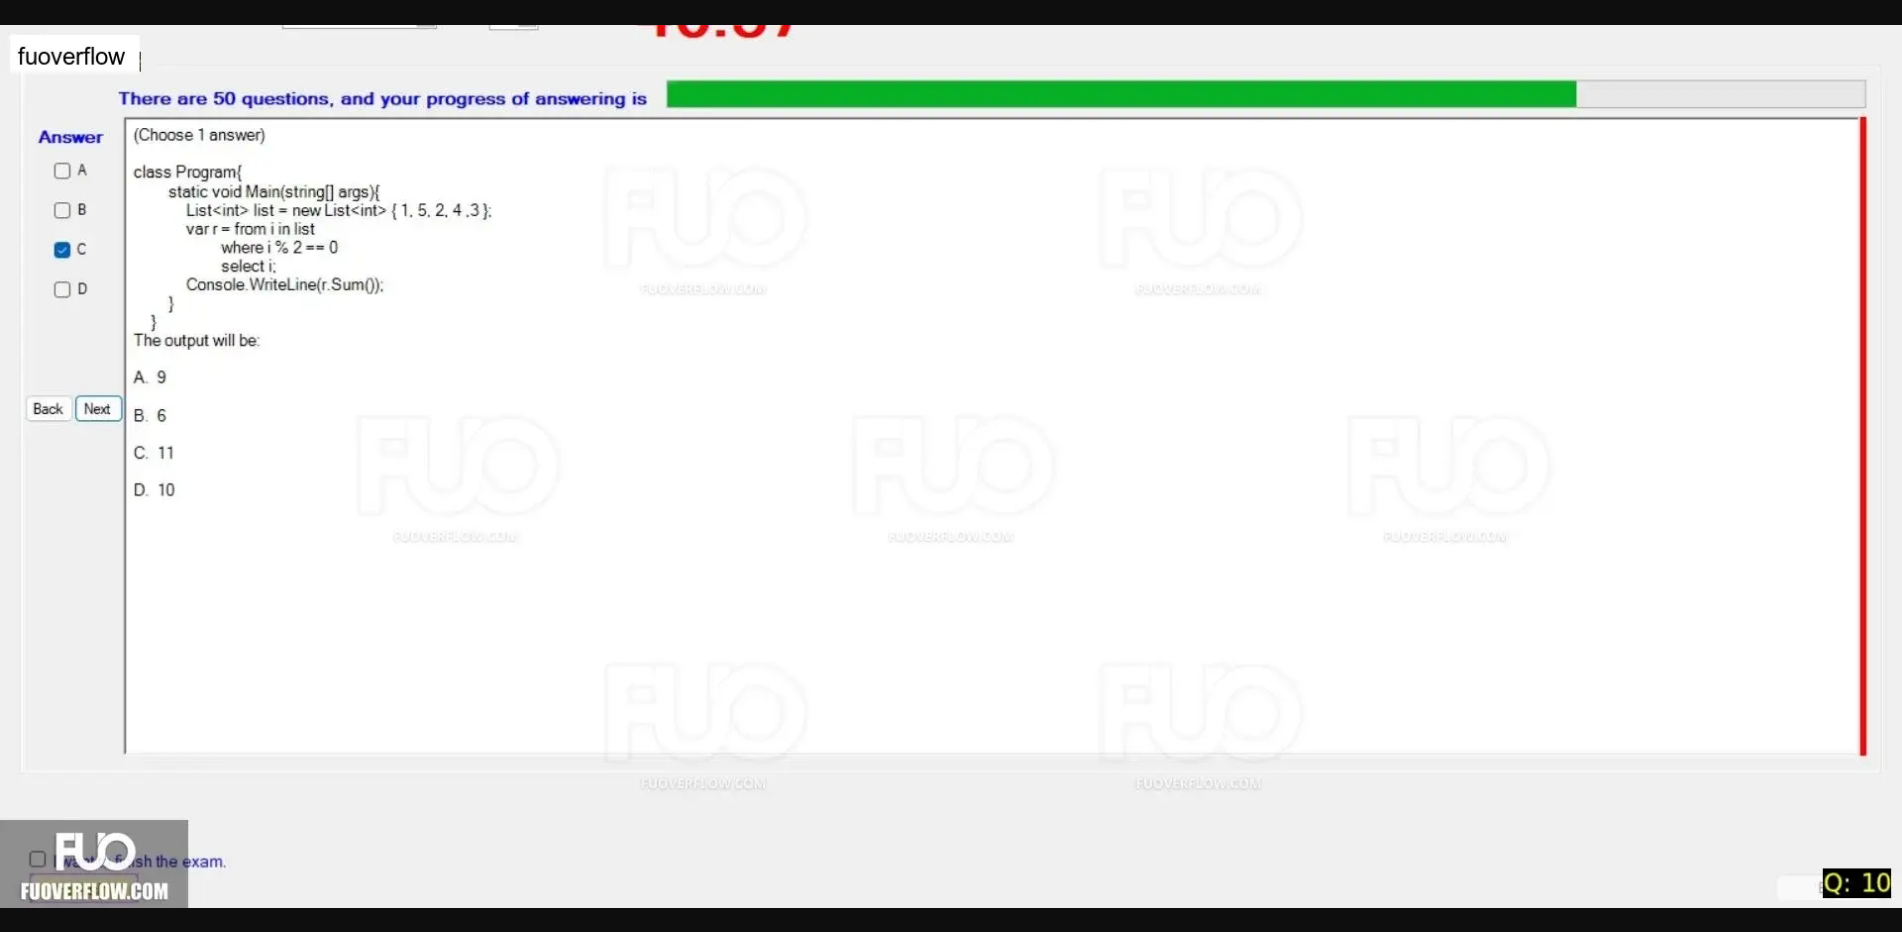 fuoverflow
There are 50 questions, and your progress of answering is
Answer
A
B
C
D
Back
Next
(Choose 1 answer)
class Program{
static void Main(string[] args){
List<int> list = new List<int> { 1, 5, 2, 4 ,3 };
var r = from i in list
where i % 2 == 0
select i;
Console.WriteLine(r.Sum());
}
}
The output will be:
A. 9
B. 6
C. 11
D. 10
FUO
FUOVERFLOW.COM
FUO
FUOVERFLOW.COM
FUO
FUOVERFLOW.COM
FUO
FUOVERFLOW.COM
FUO
FUOVERFLOW.COM
FUO
FUOVERFLOW.COM
FUO
FUOVERFLOW.COM
FUO
the exam.
FUOVERFLOW.COM
Q: 10